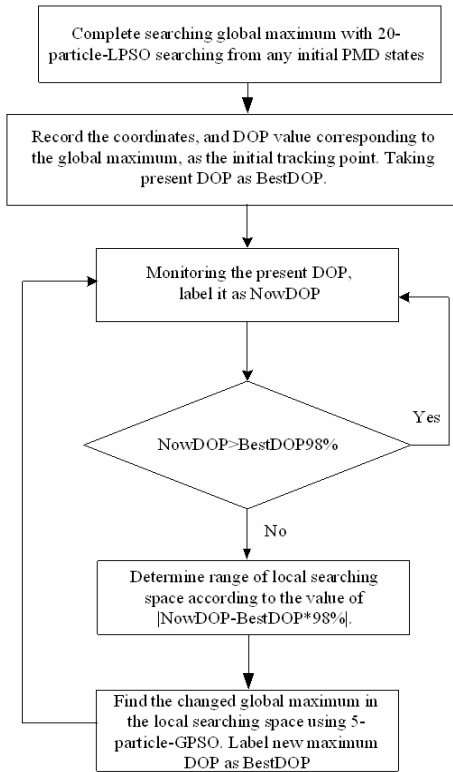 Complete searching global maximum with 20-
particle-LPSO searching from any initial PMD states
Record the coordinates, and DOP value corresponding to
the global maximum, as the initial tracking point. Taking
present DOP as BestDOP.
Monitoring the present DOP,
label it as NowDOP
Yes
NowDOP>BestDOP98%
No
Determine range of local searching
space according to the value of
|NowDOP-BestDOP*98%|.
Find the changed global maximum in
the local searching space using 5-
particle-GPSO. Label new maximum
DOP as BestDOP